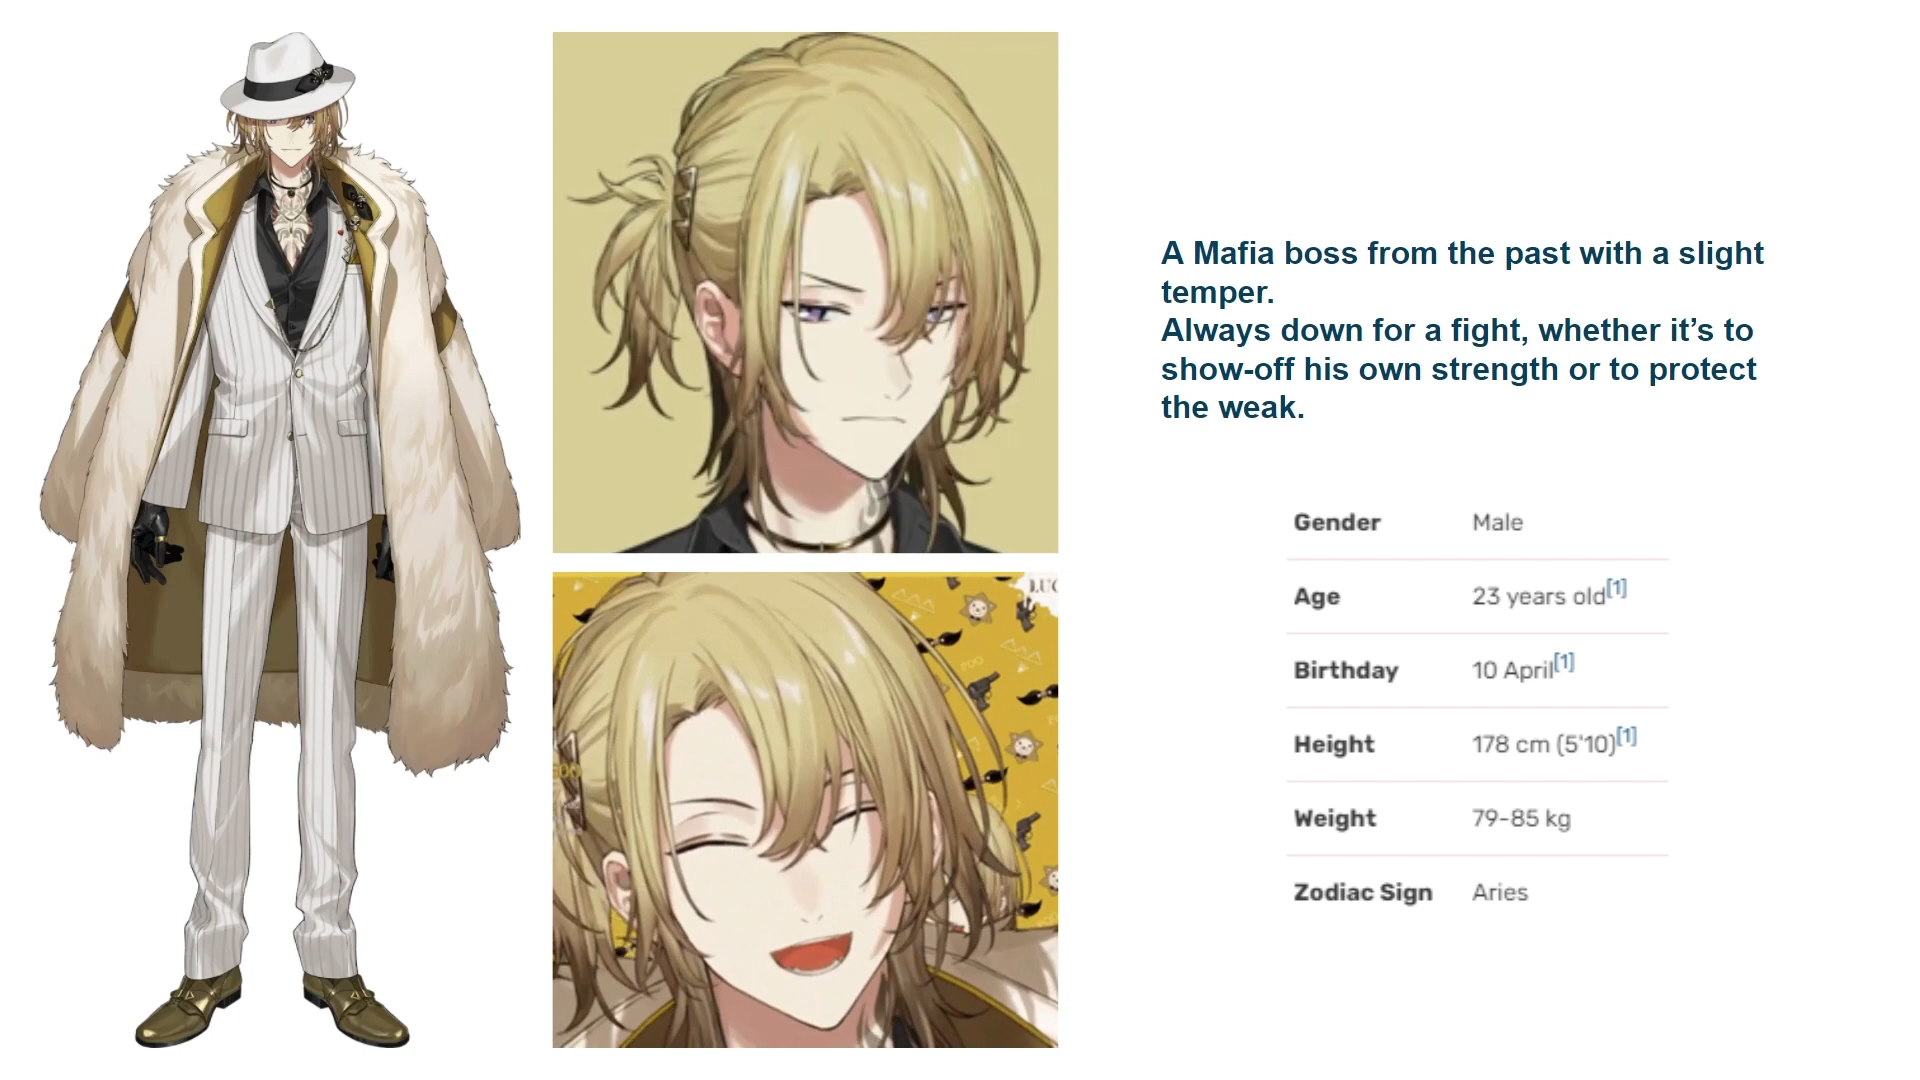 A Mafia boss from the past with a slight
temper.
Always down for a fight, whether it’s to
show-off his own strength or to protect
the weak.
Gender Male
Age 23 years old[1]
Birthday 10 April[1]
Height 178 cm (5'10)[1]
Weight 79-85 kg
Zodiac Sign Aries
LUC
POO